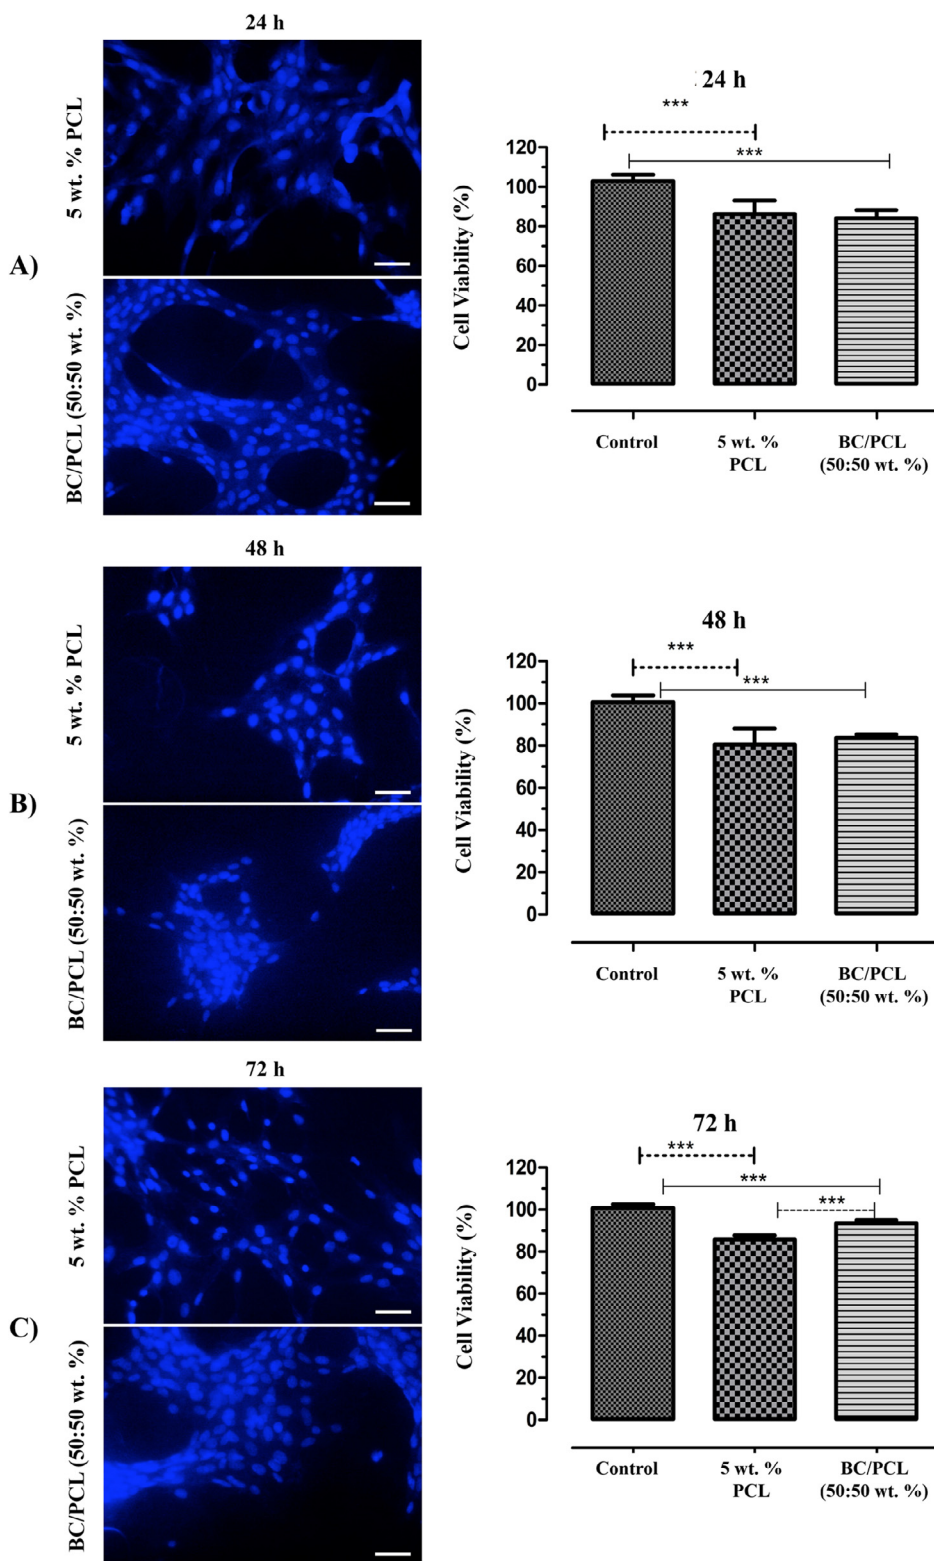 24 h
A)
5 wt. % PCL
BC/PCL (50:50 wt. %)
24 h
***
***
Cell Viability (%)
120
100
80
60
40
20
0
Control
5 wt. %
PCL
BC/PCL
(50:50 wt. %)
48 h
B)
5 wt. % PCL
BC/PCL (50:50 wt. %)
48 h
***
***
Cell Viability (%)
120
100
80
60
40
20
0
Control
5 wt. %
PCL
BC/PCL
(50:50 wt. %)
72 h
C)
5 wt. % PCL
BC/PCL (50:50 wt. %)
72 h
***
***
***
Cell Viability (%)
120
100
80
60
40
20
0
Control
5 wt. %
PCL
BC/PCL
(50:50 wt. %)